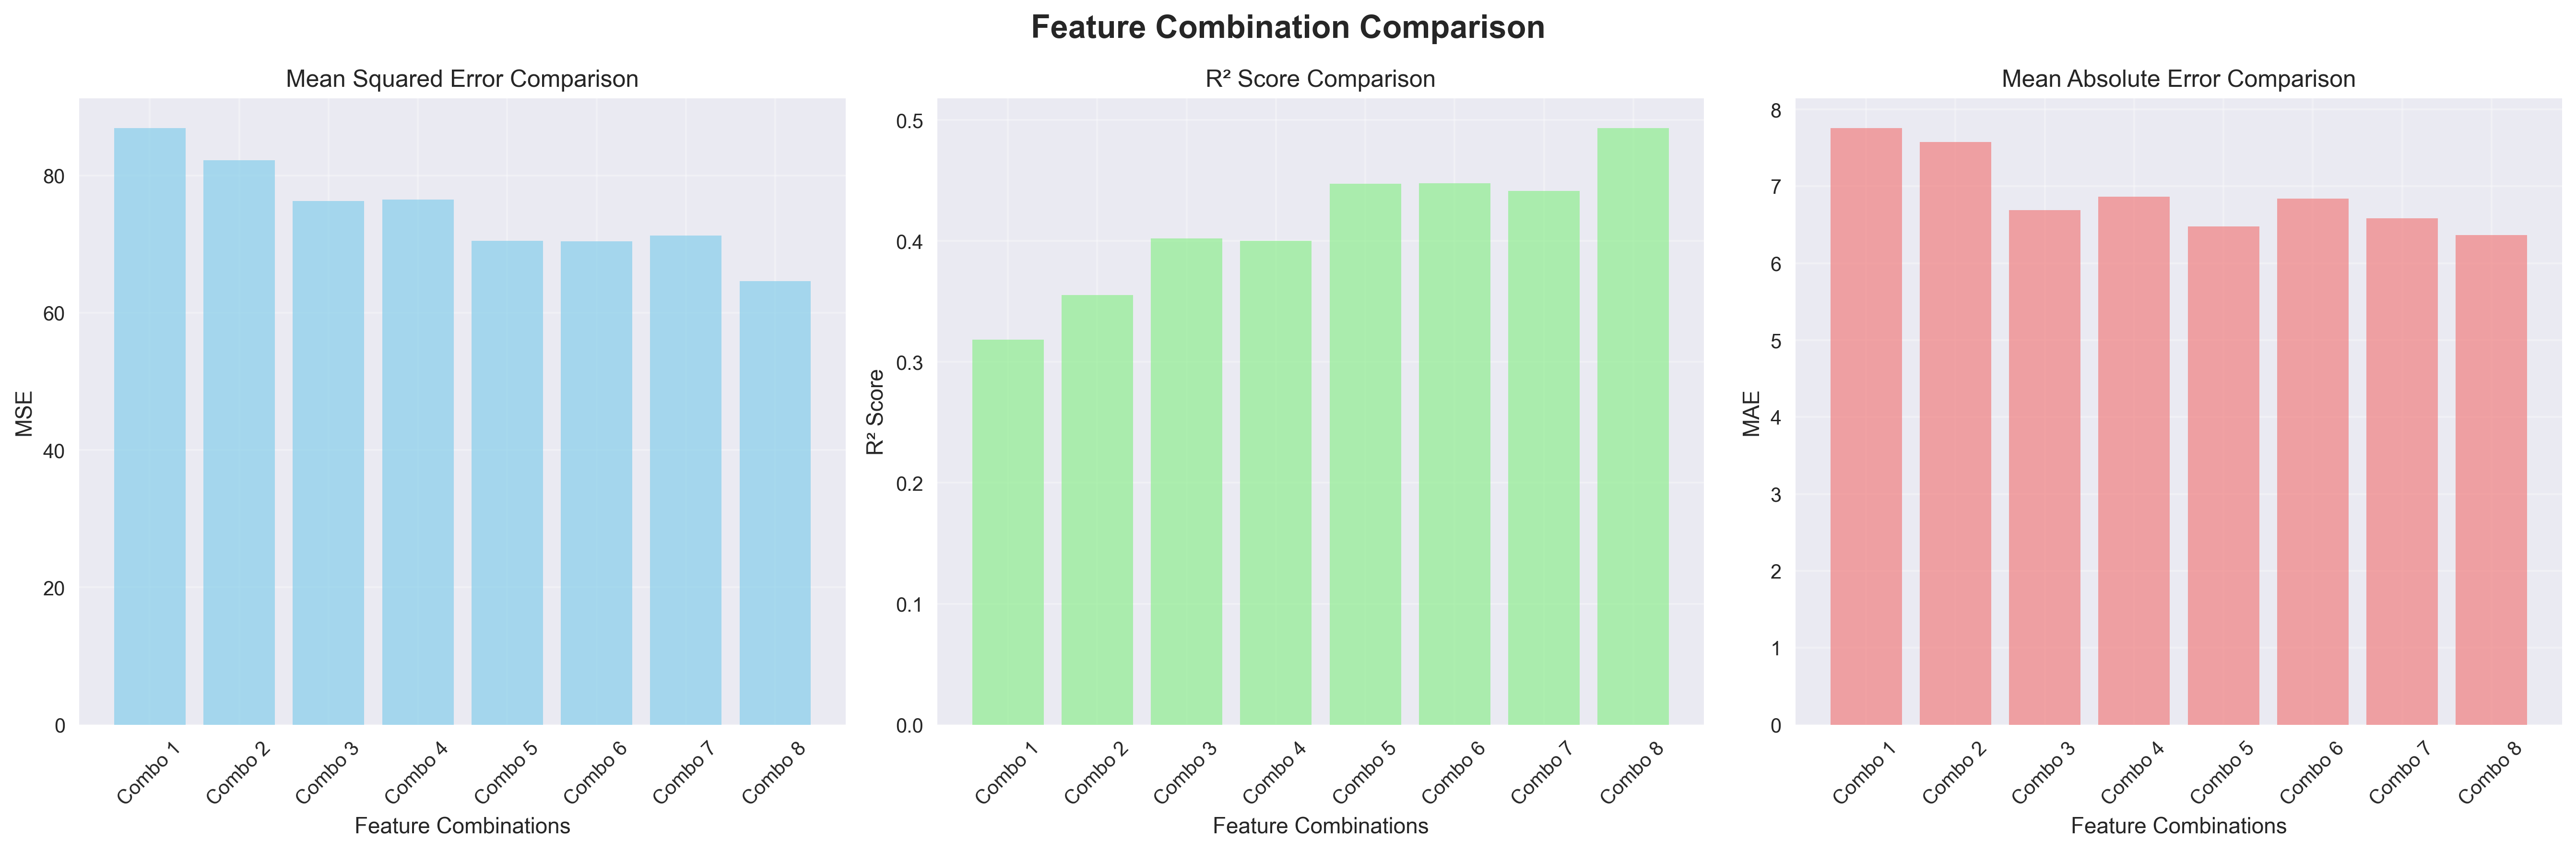 Feature Combination Comparison
Mean Squared Error Comparison
MSE
80
60
40
20
0
Combo 1
Combo 2
Combo 3
Combo 4
Combo 5
Combo 6
Combo 7
Combo 8
Feature Combinations
R² Score Comparison
R² Score
0.5
0.4
0.3
0.2
0.1
0.0
Combo 1
Combo 2
Combo 3
Combo 4
Combo 5
Combo 6
Combo 7
Combo 8
Feature Combinations
Mean Absolute Error Comparison
MAE
8
7
6
5
4
3
2
1
0
Combo 1
Combo 2
Combo 3
Combo 4
Combo 5
Combo 6
Combo 7
Combo 8
Feature Combinations